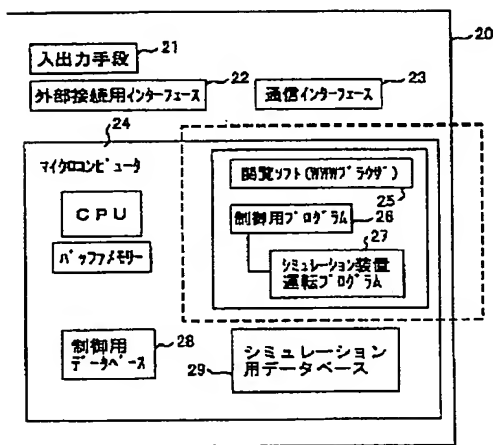 入出力手段
21
20
外部接続用インターフェース
22
通信インターフェース
23
24
マイクロコンピュータ
閲覧ソフト(WWWブラウザ)
25
CPU
制御用プログラム
26
バッファメモリー
27
シミュレーション装置
運転プログラム
制御用
データベース
28
シミュレーション
用データベース
29